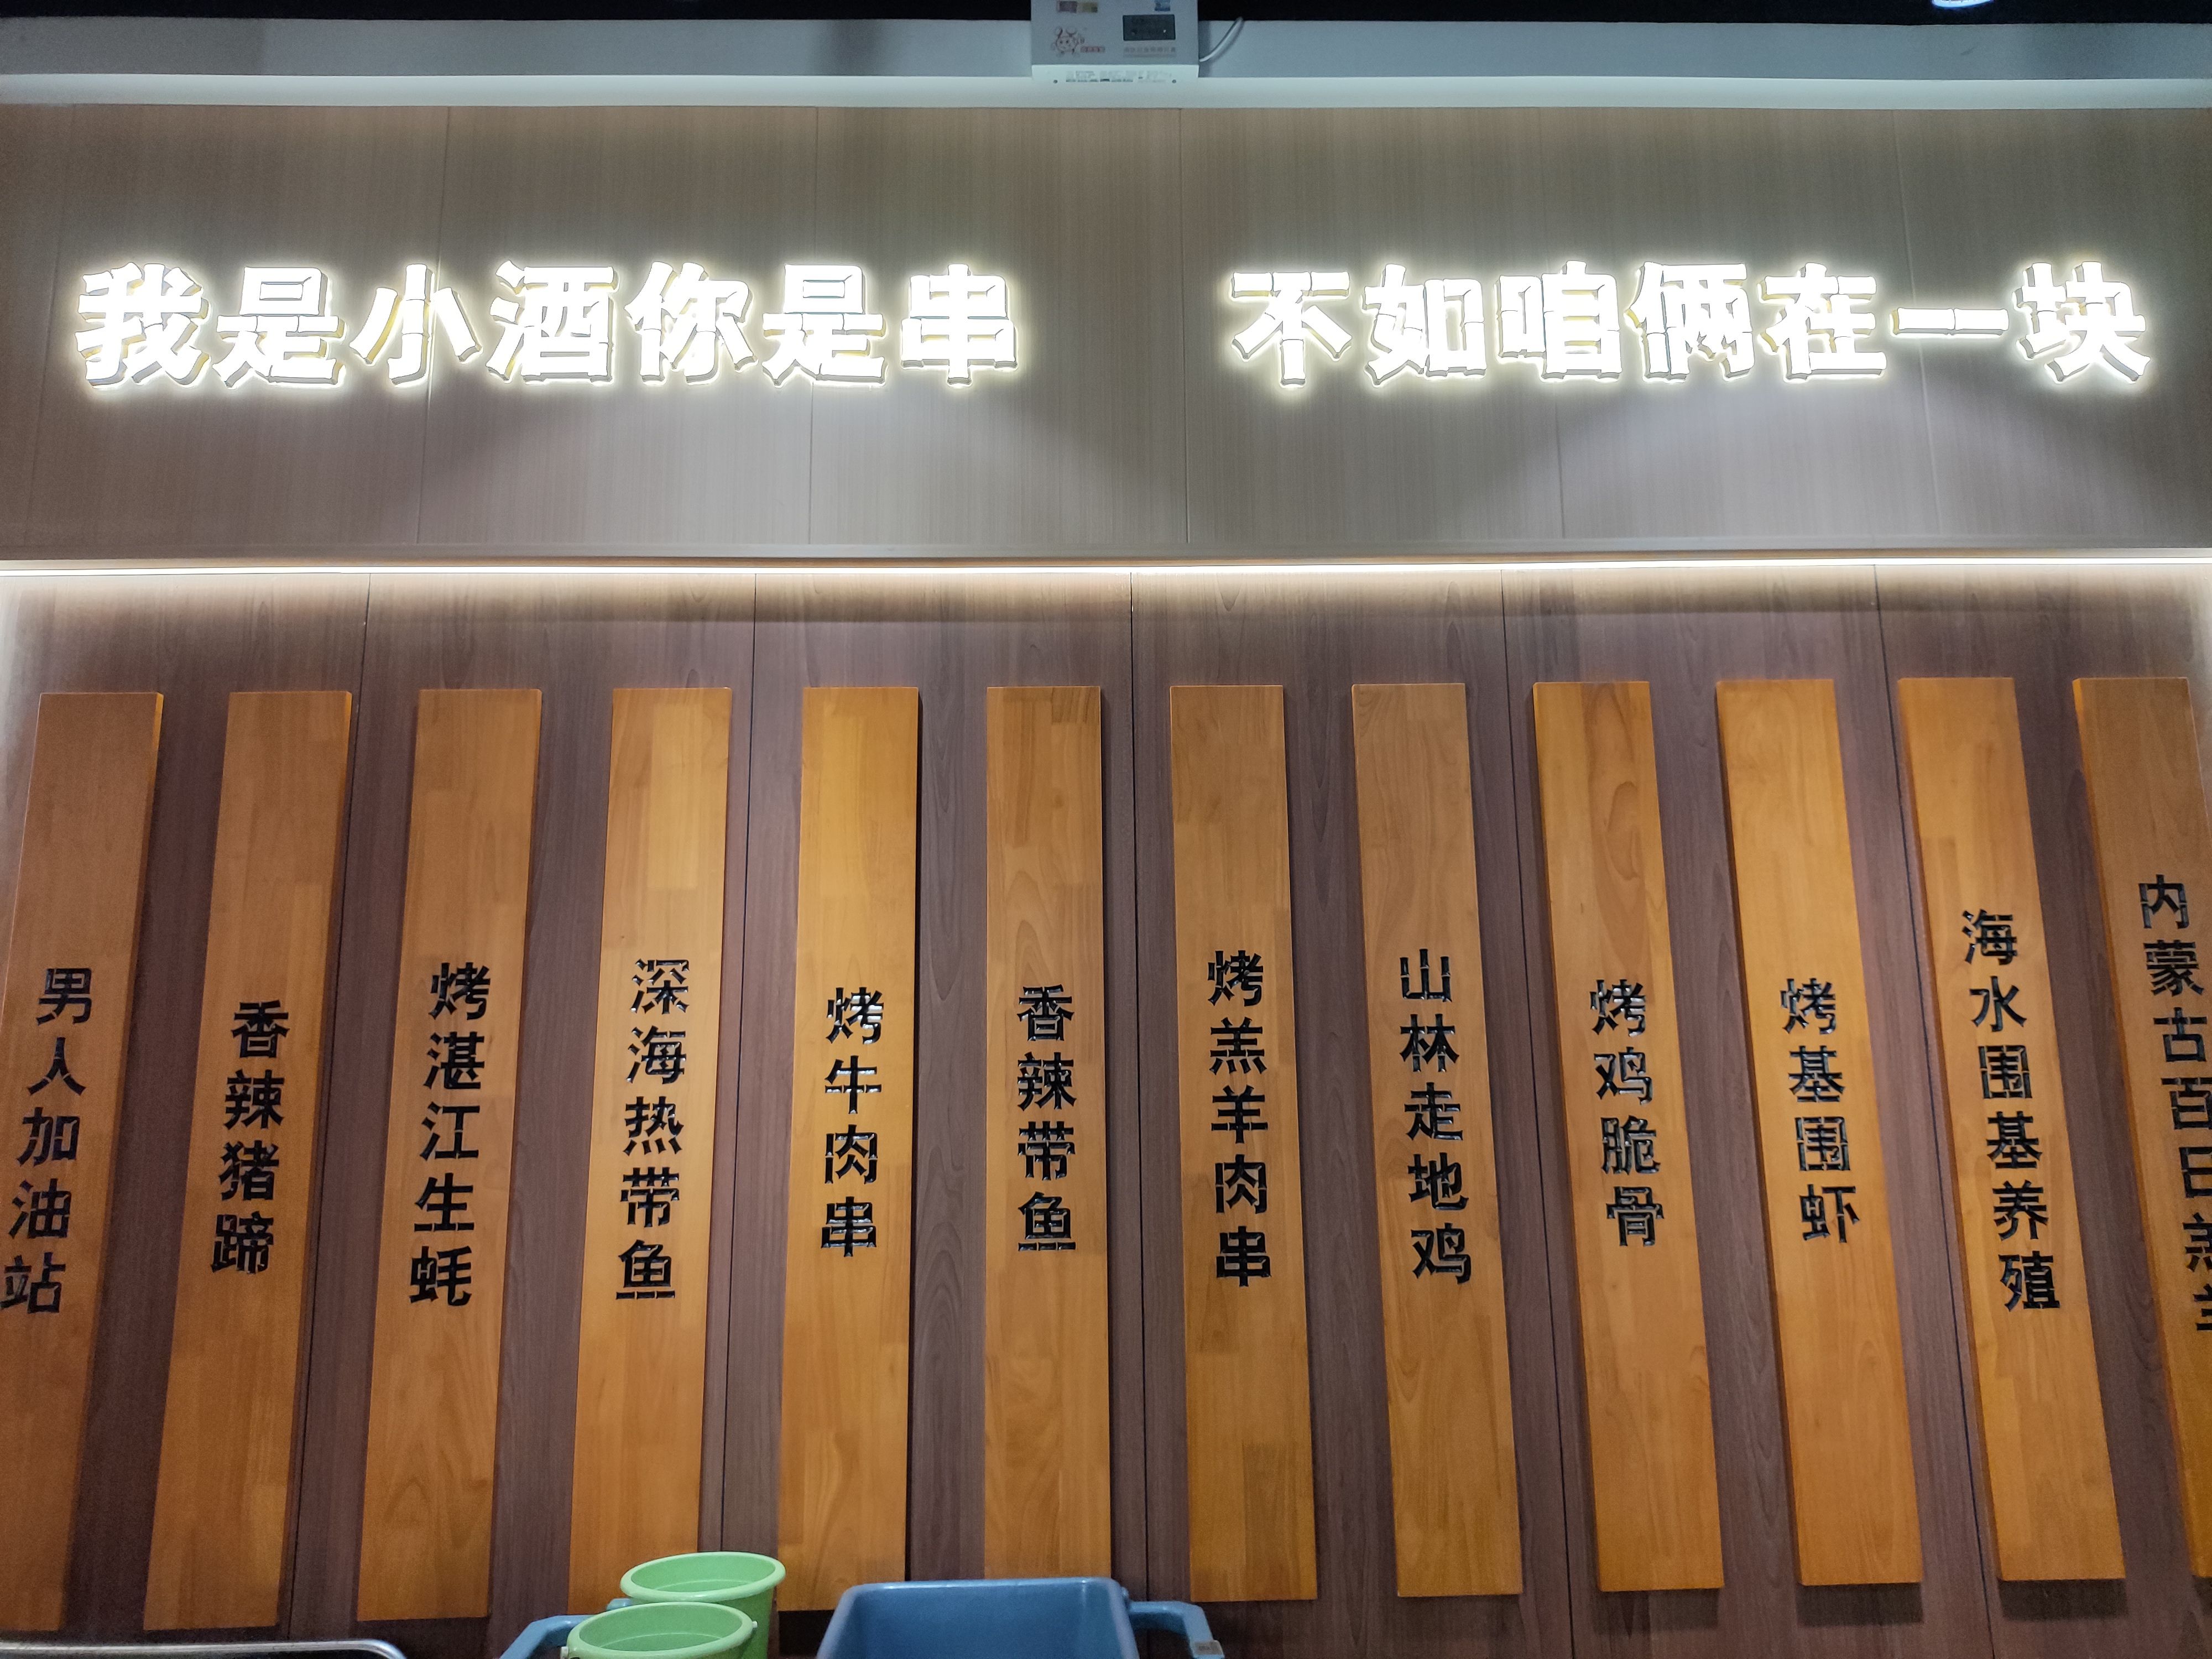 我是小酒你是串 不如咱俩在一块
男人加油站
香辣猪蹄
烤湛江生蚝
深海热带鱼
烤牛肉串
香辣带鱼
烤羔羊肉串
山林走地鸡
烤鸡脆骨
烤基围虾
海水围基养殖
内蒙古百日